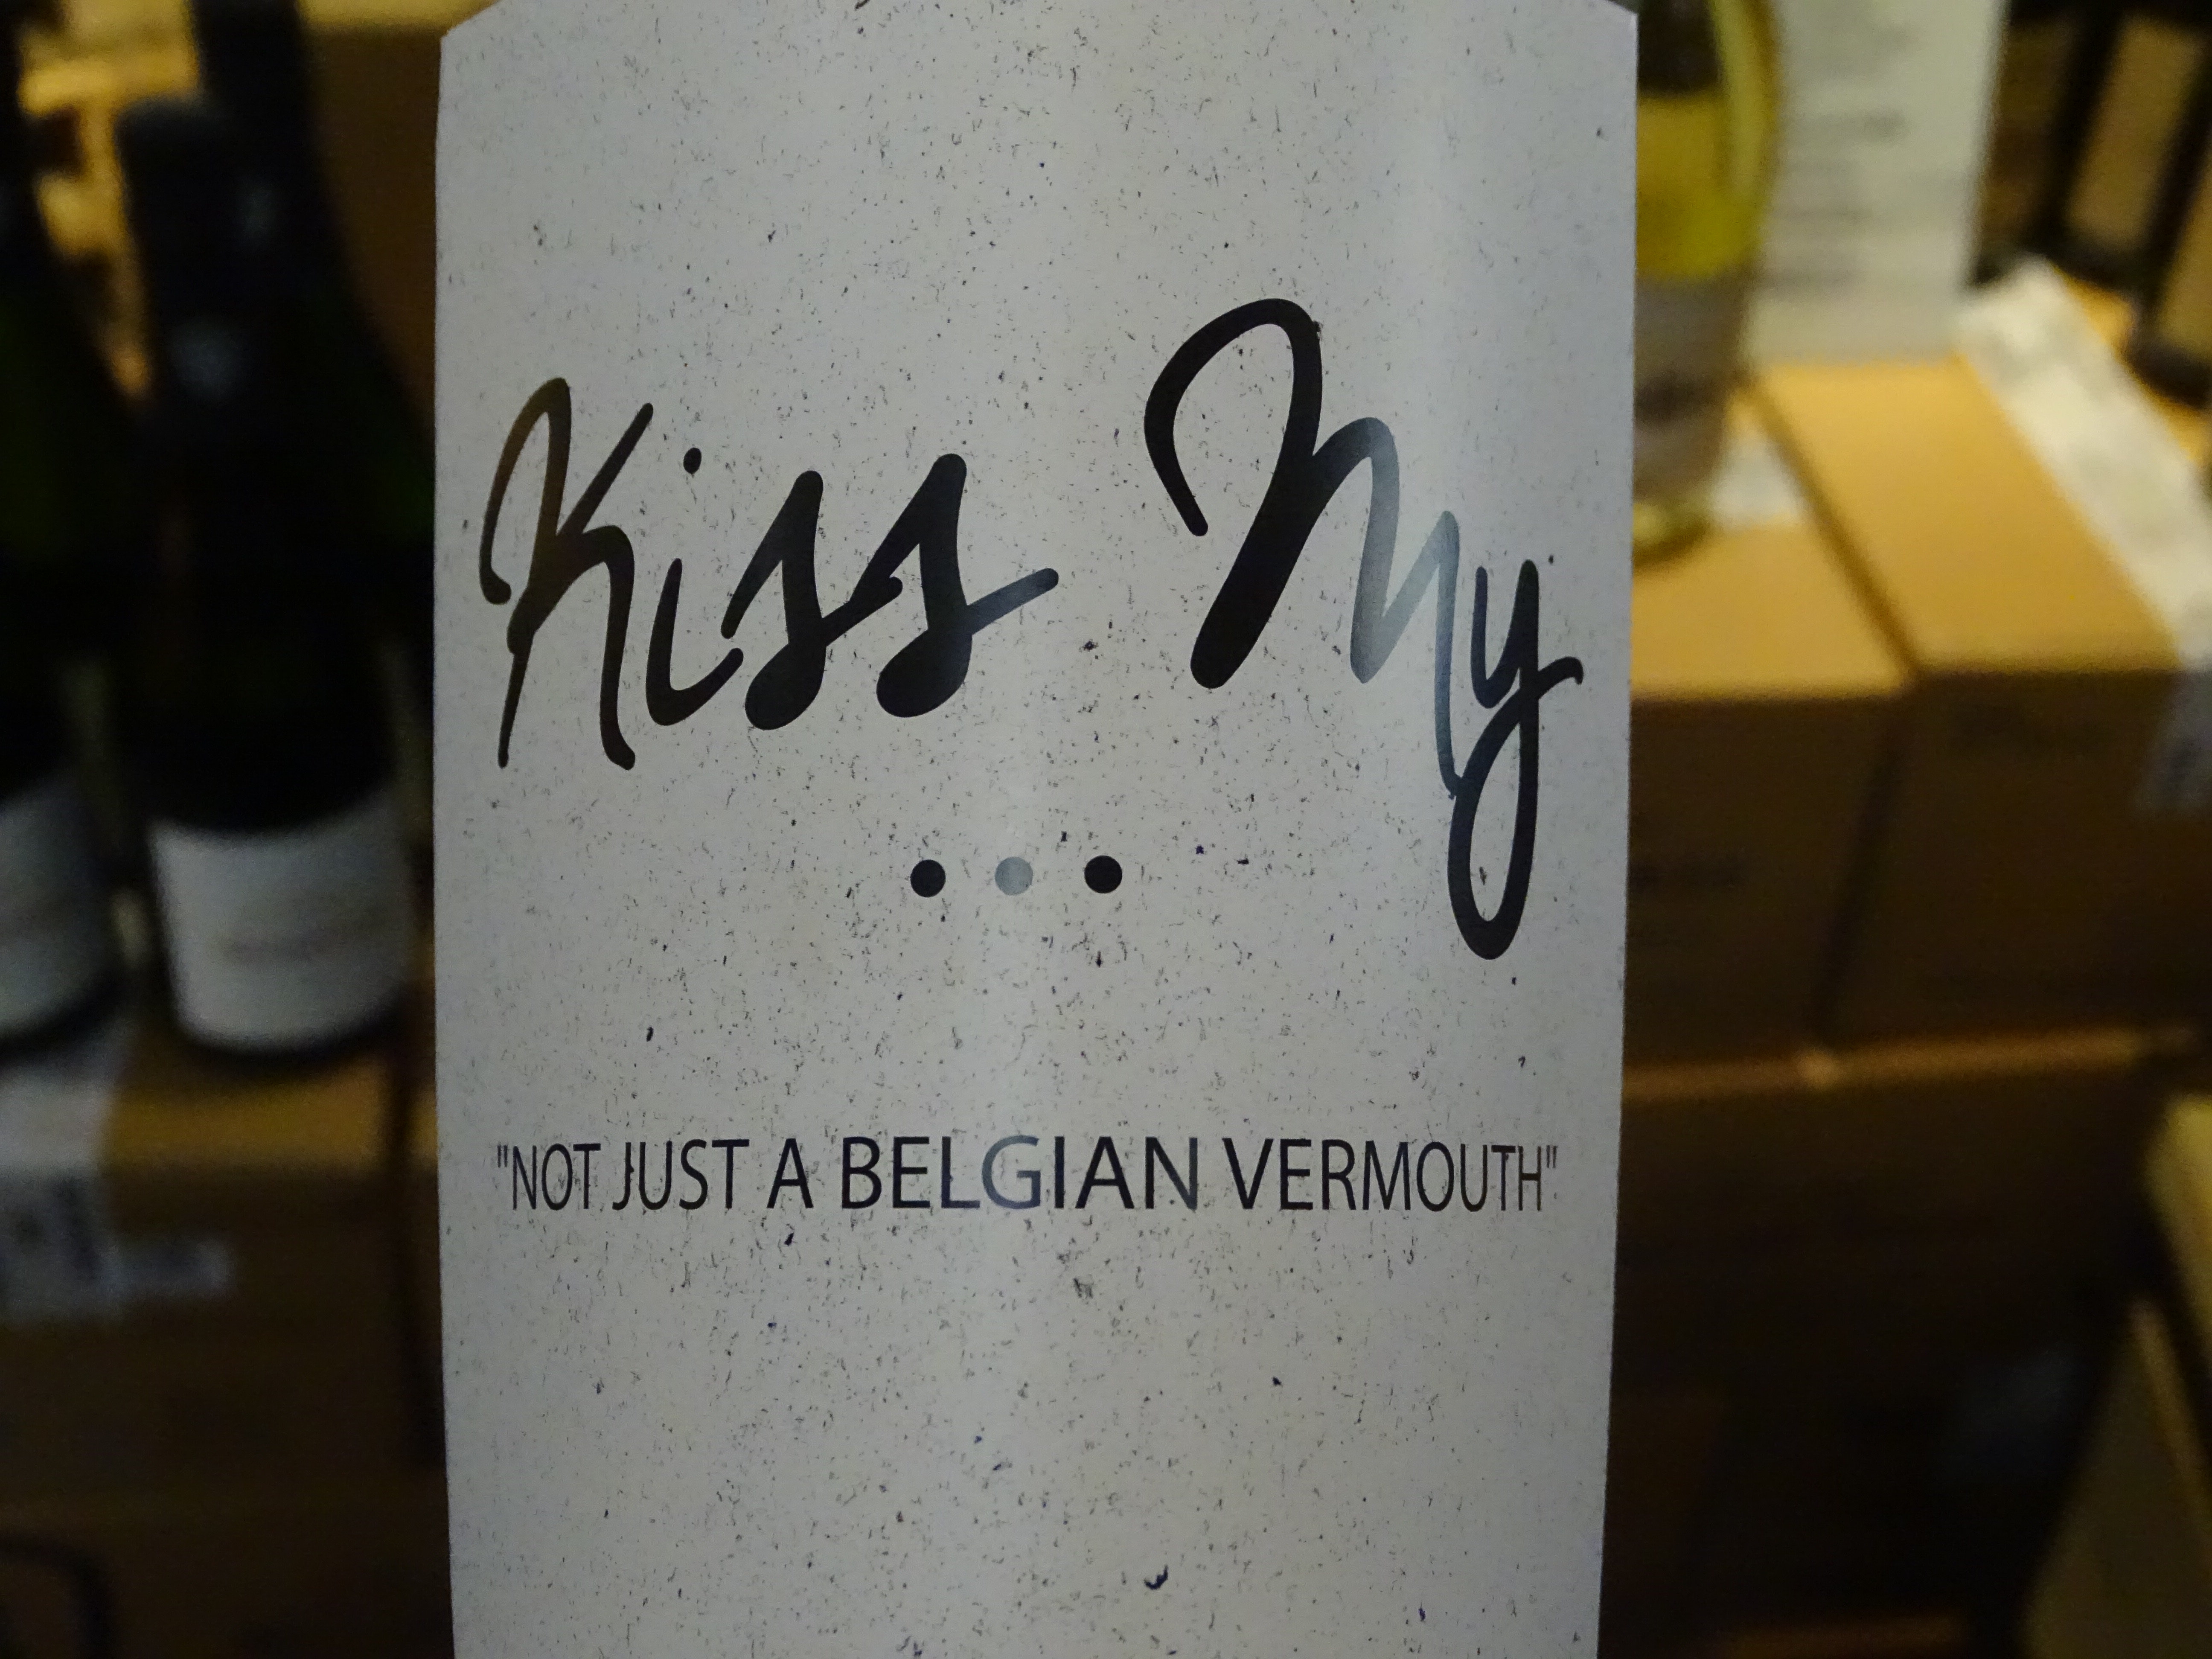 Kiss My
...
"NOT JUST A BELGIAN VERMOUTH"